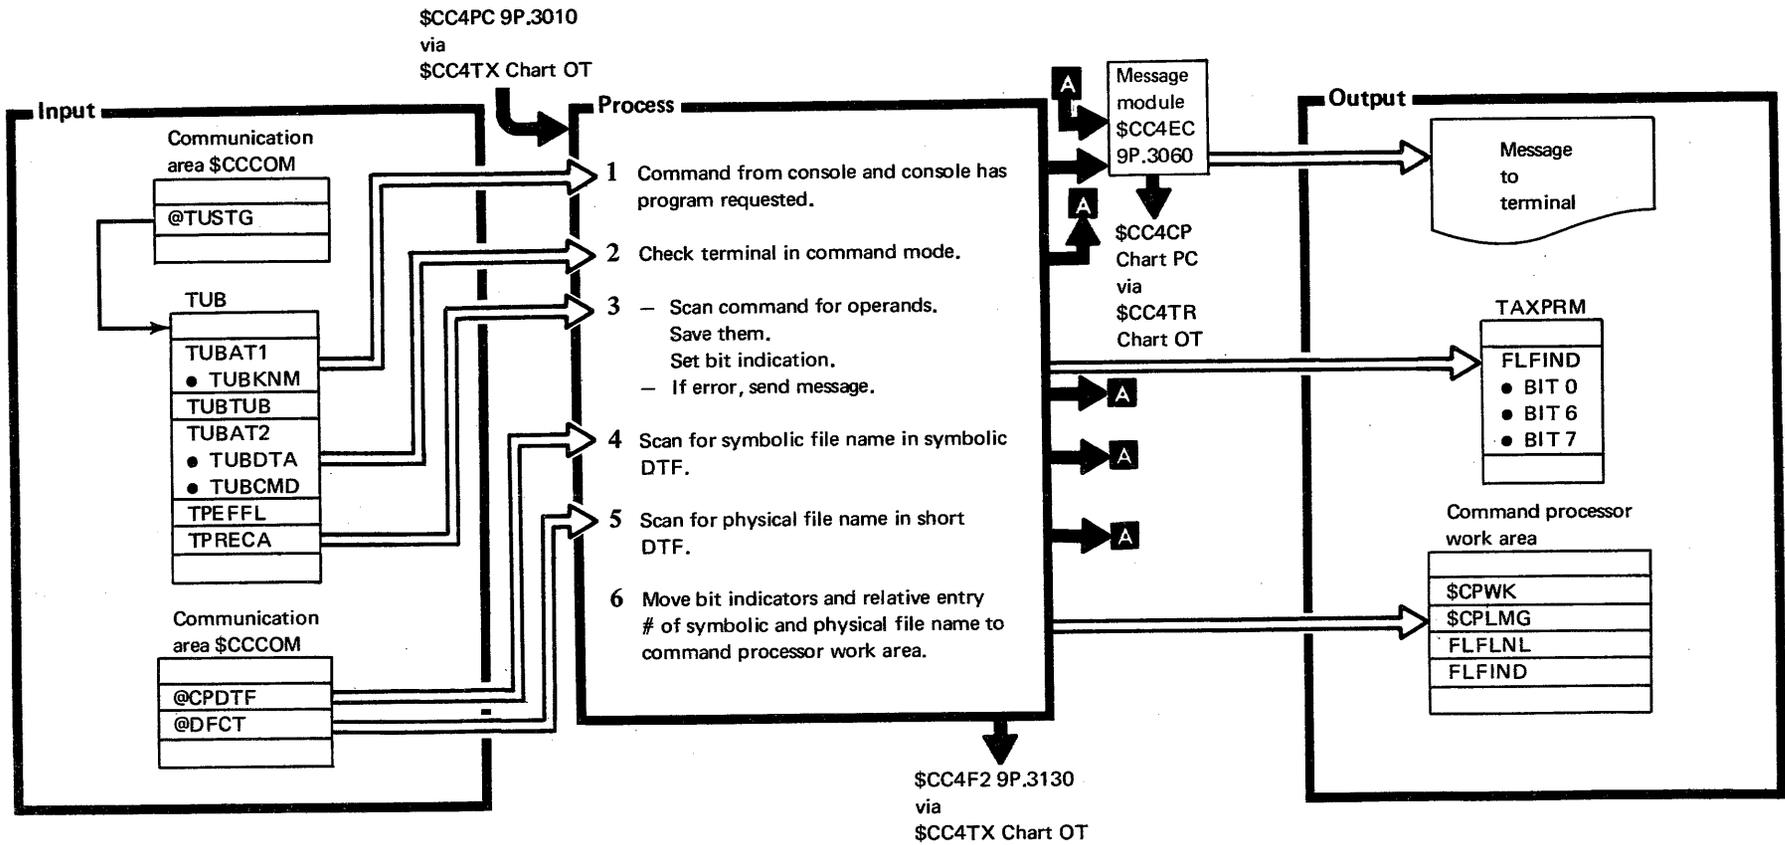 $CC4PC 9P.3010
via
$CC4TX Chart OT
Input
Communication
area $CCCOM
@TUSTG
TUB
TUBAT1
● TUBKNM
TUBTUB
TUBAT2
● TUBDTA
● TUBCMD
TPEFFL
TPRECA
Communication
area $CCCOM
@CPDTF
@DFCT
Process
1 Command from console and console has
program requested.
2 Check terminal in command mode.
3 — Scan command for operands.
Save them.
Set bit indication.
— If error, send message.
4 Scan for symbolic file name in symbolic
DTF.
5 Scan for physical file name in short
DTF.
6 Move bit indicators and relative entry
# of symbolic and physical file name to
command processor work area.
A
Message
module
$CC4EC
9P.3060
A
$CC4CP
Chart PC
via
$CC4TR
Chart OT
A
A
A
$CC4F2 9P.3130
via
$CC4TX Chart OT
Output
Message
to
terminal
TAXPRM
FLFIND
● BIT 0
● BIT 6
● BIT 7
Command processor
work area
$CPWK
$CPLMG
FLFLNL
FLFIND